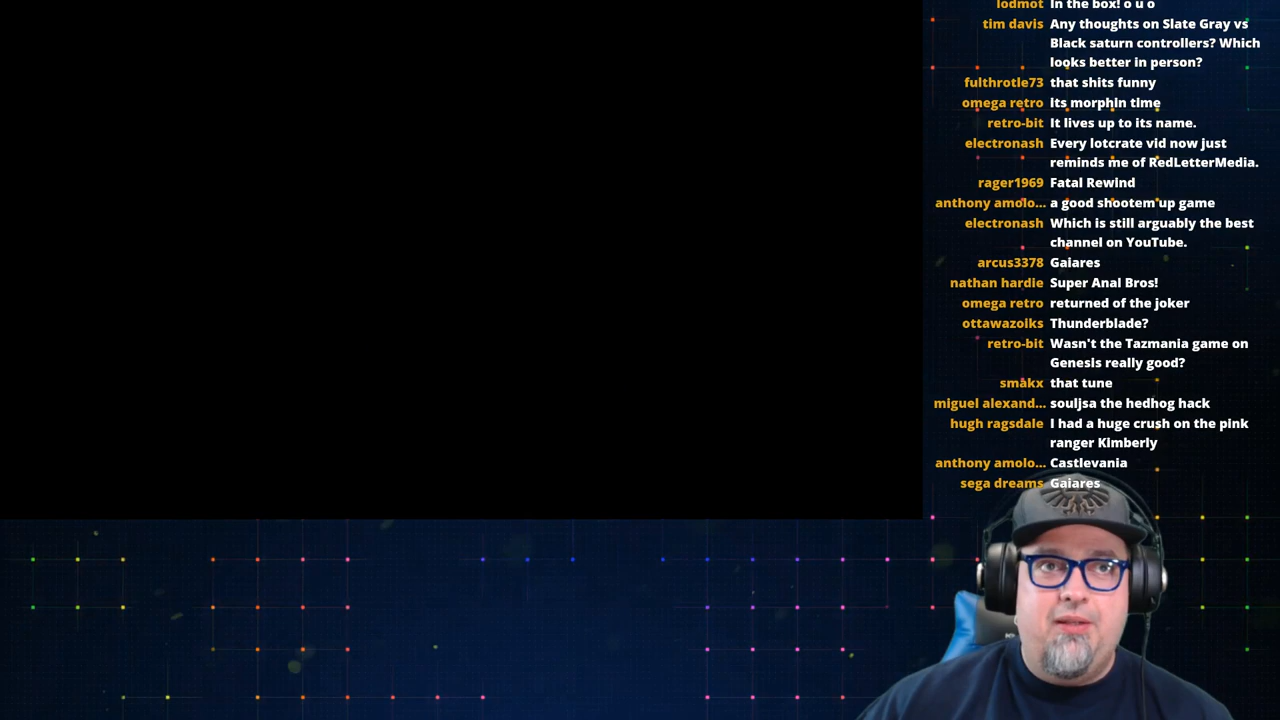 lodmot In the box! o u o
tim davis Any thoughts on Slate Gray vs
Black saturn controllers? Which
looks better in person?
fulthrotle73 that shits funny
omega retro its morphin time
retro-bit It lives up to its name.
electronash Every lotcrate vid now just
reminds me of RedLetterMedia.
rager1969 Fatal Rewind
anthony amolo... a good shootem up game
electronash Which is still arguably the best
channel on YouTube.
arcus3378 Gaiares
nathan hardie Super Anal Bros!
omega retro returned of the joker
ottawazoiks Thunderblade?
retro-bit Wasn't the Tazmania game on
Genesis really good?
smakx that tune
miguel alexand... souljsa the hedhog hack
hugh ragsdale I had a huge crush on the pink
ranger Kimberly
anthony amolo... Castlevania
sega dreams Gaiares